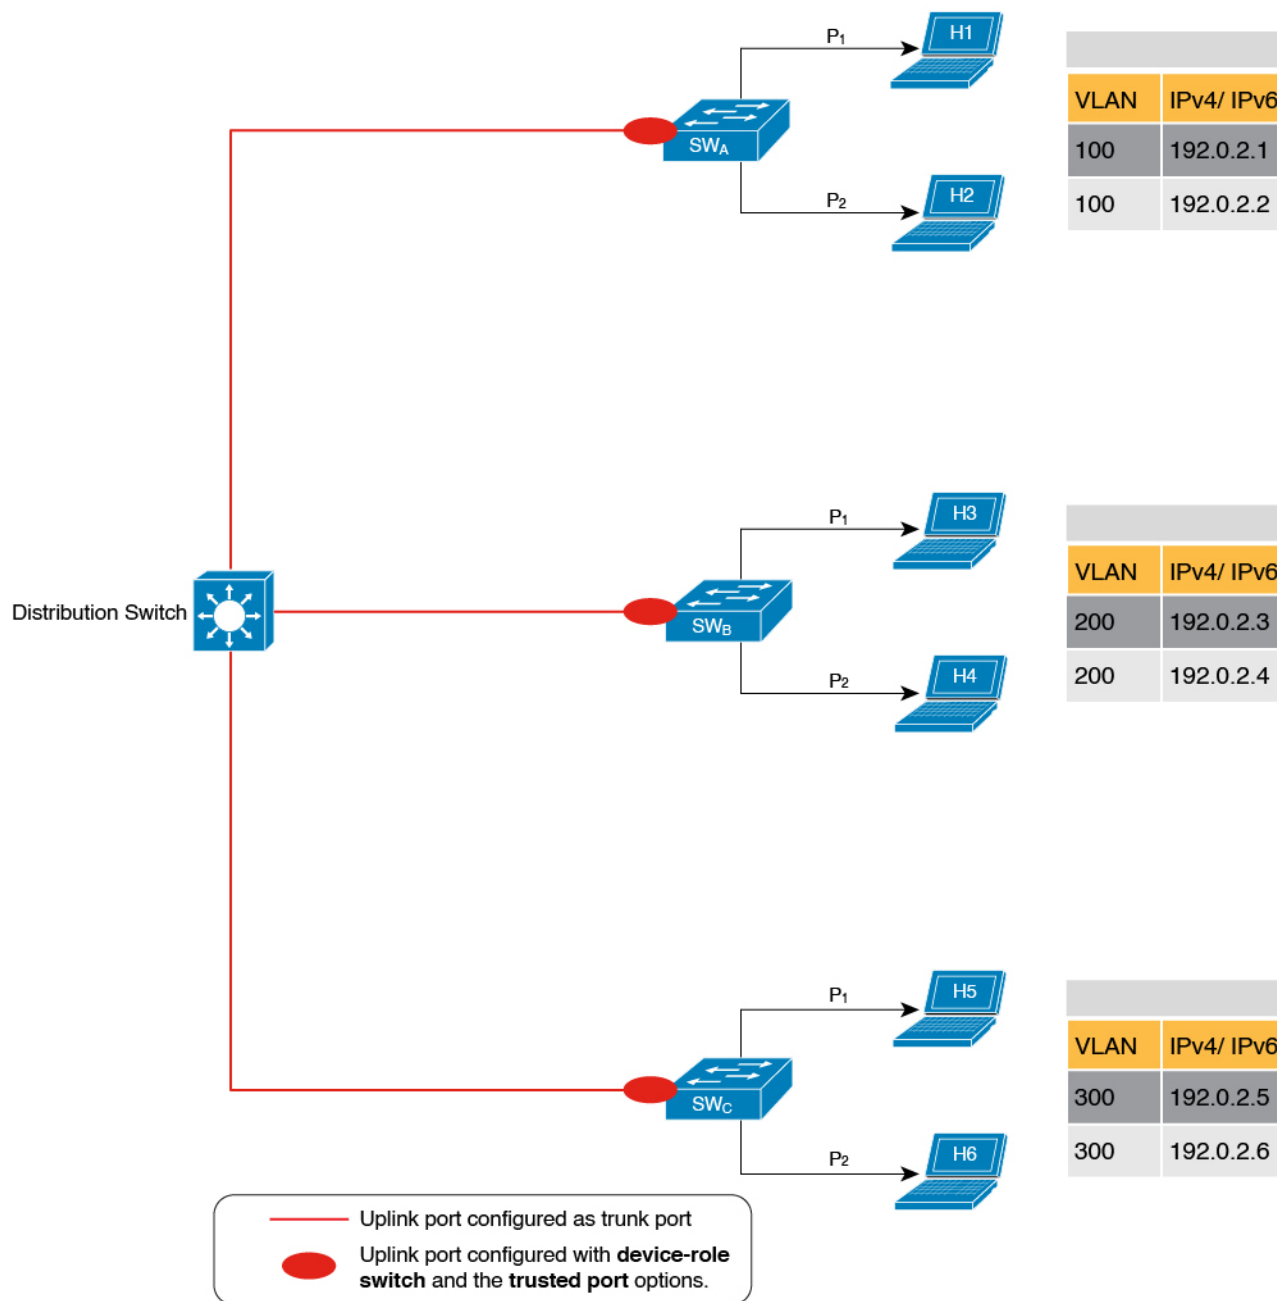 P1
H1
SWA
P2
H2
VLAN IPv4/ IPv6
100 192.0.2.1
100 192.0.2.2
Distribution Switch
P1
H3
SWB
P2
H4
VLAN IPv4/ IPv6
200 192.0.2.3
200 192.0.2.4
P1
H5
SWC
P2
H6
VLAN IPv4/ IPv6
300 192.0.2.5
300 192.0.2.6
Uplink port configured as trunk port
Uplink port configured with device-role
switch and the trusted port options.